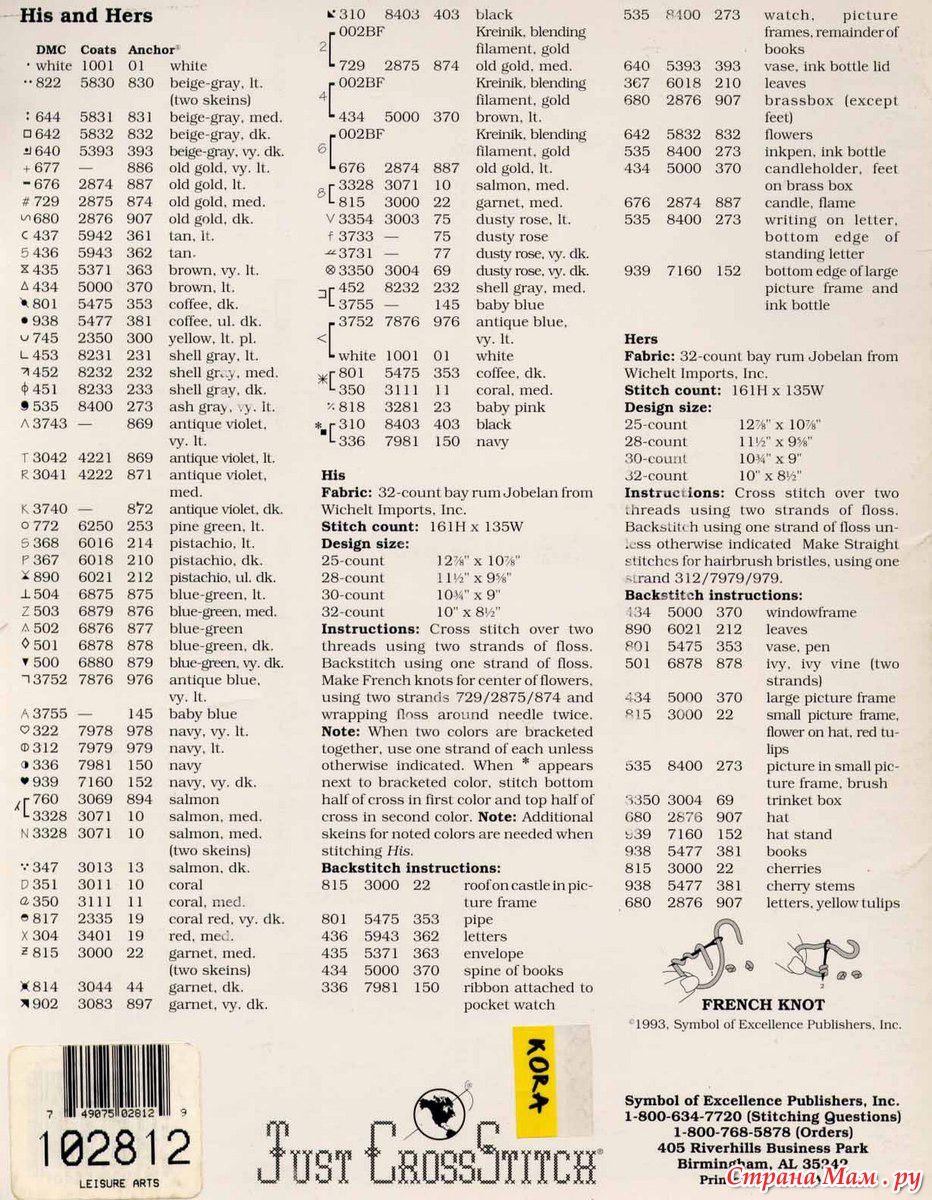 His and Hers
DMC Coats Anchor®
· white 1001 01 white
·· 822 5830 830 beige-gray, lt.
(two skeins)
: 644 5831 831 beige-gray, med.
□ 642 5832 832 beige-gray, dk.
640 5393 393 beige-gray, vy. dk.
+ 677 — 886 old gold, vy. lt.
- 676 2874 887 old gold, lt.
# 729 2875 874 old gold, med.
680 2876 907 old gold, dk.
C 437 5942 361 tan, lt.
5 436 5943 362 tan
435 5371 363 brown, vy. lt.
Δ 434 5000 370 brown, lt.
801 5475 353 coffee, dk.
• 938 5477 381 coffee, ul. dk.
∪ 745 2350 300 yellow, lt. pl.
L 453 8231 231 shell gray, lt.
452 8232 232 shell gray, med.
ϕ 451 8233 233 shell gray, dk.
535 8400 273 ash gray, vy. lt.
∧ 3743 — 869 antique violet,
vy. lt.
T 3042 4221 869 antique violet, lt.
R 3041 4222 871 antique violet,
med.
K 3740 — 872 antique violet, dk.
○ 772 6250 253 pine green, lt.
S 368 6016 214 pistachio, lt.
P 367 6018 210 pistachio, dk.
890 6021 212 pistachio, ul. dk.
⊥ 504 6875 875 blue-green, lt.
Z 503 6879 876 blue-green, med.
Δ 502 6876 877 blue-green
◊ 501 6878 878 blue-green, dk.
▼ 500 6880 879 blue-green, vy. dk.
¬ 3752 7876 976 antique blue,
vy. lt.
A 3755 — 145 baby blue
♡ 322 7978 978 navy, vy. lt.
312 7979 979 navy, lt.
◑ 336 7981 150 navy
♥ 939 7160 152 navy, vy. dk.
760 3069 894 salmon
3328 3071 10 salmon, med.
N 3328 3071 10 salmon, med.
(two skeins)
347 3013 13 salmon, dk.
D 351 3011 10 coral
350 3111 11 coral, med.
817 2335 19 coral red, vy. dk.
X 304 3401 19 red, med.
815 3000 22 garnet, med.
(two skeins)
814 3044 44 garnet, dk.
902 3083 897 garnet, vy. dk.
310 8403 403 black
2 002BF Kreinik, blending
filament, gold
729 2875 874 old gold, med.
4 002BF Kreinik, blending
filament, gold
434 5000 370 brown, lt.
6 002BF Kreinik, blending
filament, gold
676 2874 887 old gold, lt.
8 3328 3071 10 salmon, med.
815 3000 22 garnet, med.
V 3354 3003 75 dusty rose, lt.
f 3733 — 75 dusty rose
3731 — 77 dusty rose, vy. dk.
⊗ 3350 3004 69 dusty rose, vy. dk.
452 8232 232 shell gray, med.
3755 — 145 baby blue
< 3752 7876 976 antique blue,
vy. lt.
white 1001 01 white
* 801 5475 353 coffee, dk.
350 3111 11 coral, med.
818 3281 23 baby pink
*■ 310 8403 403 black
336 7981 150 navy
His
Fabric: 32-count bay rum Jobelan from
Wichelt Imports, Inc.
Stitch count: 161H x 135W
Design size:
25-count 12⅞" x 10⅞"
28-count 11½" x 9⅝"
30-count 10¾" x 9"
32-count 10" x 8½"
Instructions: Cross stitch over two
threads using two strands of floss.
Backstitch using one strand of floss.
Make French knots for center of flowers,
using two strands 729/2875/874 and
wrapping floss around needle twice.
Note: When two colors are bracketed
together, use one strand of each unless
otherwise indicated. When * appears
next to bracketed color, stitch bottom
half of cross in first color and top half of
cross in second color. Note: Additional
skeins for noted colors are needed when
stitching His.
Backstitch instructions:
815 3000 22 roof on castle in pic-
ture frame
801 5475 353 pipe
436 5943 362 letters
435 5371 363 envelope
434 5000 370 spine of books
336 7981 150 ribbon attached to
pocket watch
535 8400 273 watch, picture
frames, remainder of
books
640 5393 393 vase, ink bottle lid
367 6018 210 leaves
680 2876 907 brassbox (except
feet)
642 5832 832 flowers
535 8400 273 inkpen, ink bottle
434 5000 370 candleholder, feet
on brass box
676 2874 887 candle, flame
535 8400 273 writing on letter,
bottom edge of
standing letter
939 7160 152 bottom edge of large
picture frame and
ink bottle
Hers
Fabric: 32-count bay rum Jobelan from
Wichelt Imports, Inc.
Stitch count: 161H x 135W
Design size:
25-count 12⅞" x 10⅞"
28-count 11½" x 9⅝"
30-count 10¾" x 9"
32-count 10" x 8½"
Instructions: Cross stitch over two
threads using two strands of floss.
Backstitch using one strand of floss un-
less otherwise indicated Make Straight
stitches for hairbrush bristles, using one
strand 312/7979/979.
Backstitch instructions:
434 5000 370 windowframe
890 6021 212 leaves
801 5475 353 vase, pen
501 6878 878 ivy, ivy vine (two
strands)
434 5000 370 large picture frame
815 3000 22 small picture frame,
flower on hat, red tu-
lips
535 8400 273 picture in small pic-
ture frame, brush
3350 3004 69 trinket box
680 2876 907 hat
939 7160 152 hat stand
938 5477 381 books
815 3000 22 cherries
938 5477 381 cherry stems
680 2876 907 letters, yellow tulips
2
FRENCH KNOT
©1993, Symbol of Excellence Publishers, Inc.
7 49075 02812 9
102812
LEISURE ARTS
KORA
JUST CROSSSTITCH®
Symbol of Excellence Publishers, Inc.
1-800-634-7720 (Stitching Questions)
1-800-768-5878 (Orders)
405 Riverhills Business Park
Birmingham, AL 35242
СтранаМам.ру